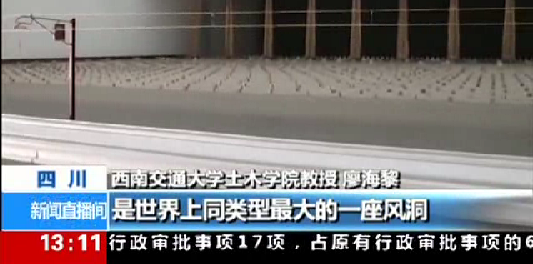 四川
西南交通大学土木学院教授 廖海黎
新闻直播间
是世界上同类型最大的一座风洞
13:11
行政审批事项17项，占原有行政审批事项的6